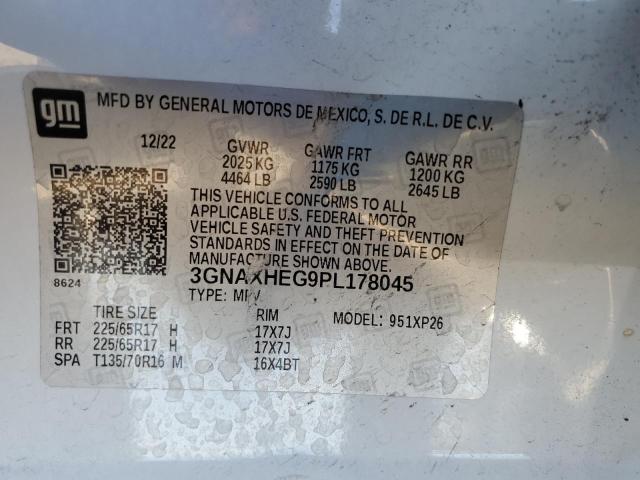 gm
MFD BY GENERAL MOTORS DE MEXICO, S. DE R.L. DE C.V.
12/22 GVWR GAWR FRT GAWR RR
2025 KG 1175 KG 1200 KG
4464 LB 2590 LB 2645 LB
THIS VEHICLE CONFORMS TO ALL
APPLICABLE U.S. FEDERAL MOTOR
VEHICLE SAFETY AND THEFT PREVENTION
STANDARDS IN EFFECT ON THE DATE OF
MANUFACTURE SHOWN ABOVE.
8624 3GNAXHEG9PL178045
TYPE: MPV
TIRE SIZE RIM MODEL: 951XP26
FRT 225/65R17 H 17X7J
RR 225/65R17 H 17X7J
SPA T135/70R16 M 16X4BT